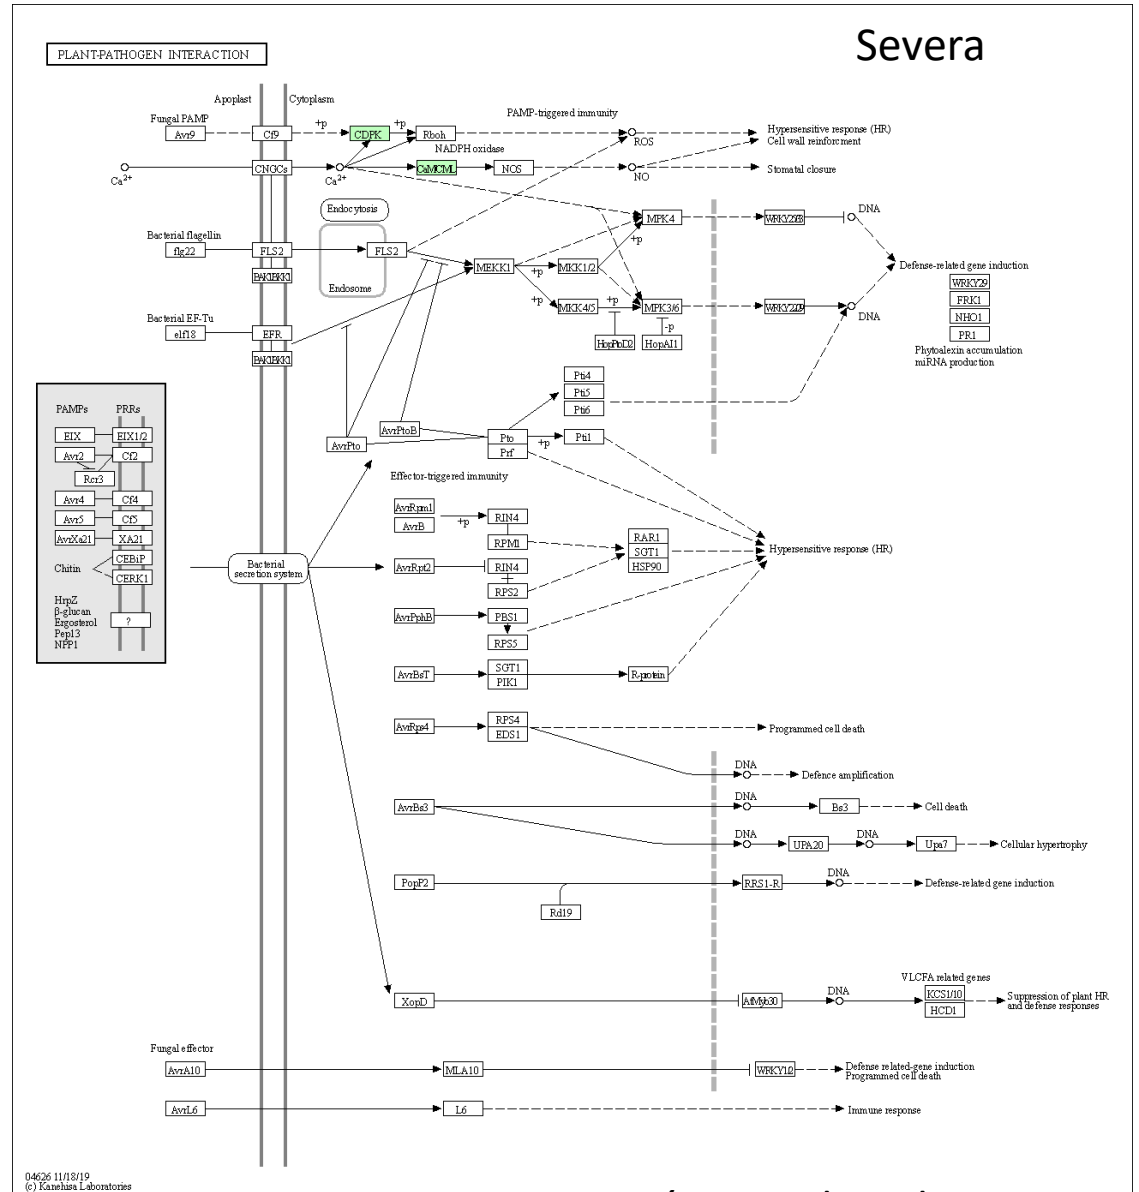 Severa
PLANT-PATHOGEN INTERACTION
Apoplast
Cytoplasm
Fungal PAMP
Avr9
Cf9
+p
CDPK
+p
Rboh
PAMP-triggered immunity
ROS
Hypersensitive response (HR)
Cell wall reinforcement
NADPH oxidase
Ca2+
CNGCs
Ca2+
CaMCML
NOS
NO
Stomatal closure
Endocytosis
MPK4
DNA
+p
Bacterial flagellin
flg22
FLS2
FLS2
MEKK1
+p
MKK1/2
Defense-related gene induction
WRKY29
FRK1
NHO1
PR1
Phytoalexin accumulation
miRNA production
Endosome
+p
MKK4/5
+p
MPK3/6
DNA
Bacterial EF-Tu
elf18
EFR
-p
HopPtoD2
HopAI1
Pti4
Pti5
Pti6
AvrPtoB
AvrPto
Pto
Prf
+p
Pti1
PAMPs
PRRs
EIX
EIX1/2
Avr2
Cf2
Rcr3
Avr4
Cf4
Avr5
Cf5
AvrXa21
XA21
Chitin
CEBiP
CERK1
HrpZ
β-glucan
Ergosterol
Pep13
NPP1
?
Effector-triggered immunity
AvrRpm1
AvrB
+p
RIN4
RPM1
RAR1
SGT1
HSP90
Hypersensitive response (HR)
Bacterial
secretion system
AvrRpt2
RIN4
RPS2
AvrPphB
PBS1
RPS5
AvrBsT
SGT1
PIK1
R-protein
AvrRps4
RPS4
EDS1
Programmed cell death
DNA
Defence amplification
AvrBs3
DNA
Bs3
Cell death
DNA
UPA20
DNA
Upa7
Cellular hypertrophy
PopP2
RRS1-R
DNA
Defense-related gene induction
Rd19
XopD
AtMyb30
DNA
VLCFA related genes
KCS1/10
HCD1
Suppression of plant HR
and defense responses
Fungal effector
AvrA10
MLA10
WRKY1/2
Defense related-gene induction
Programmed cell death
AvrL6
L6
Immune response
04626 11/18/19
(c) Kanehisa Laboratories